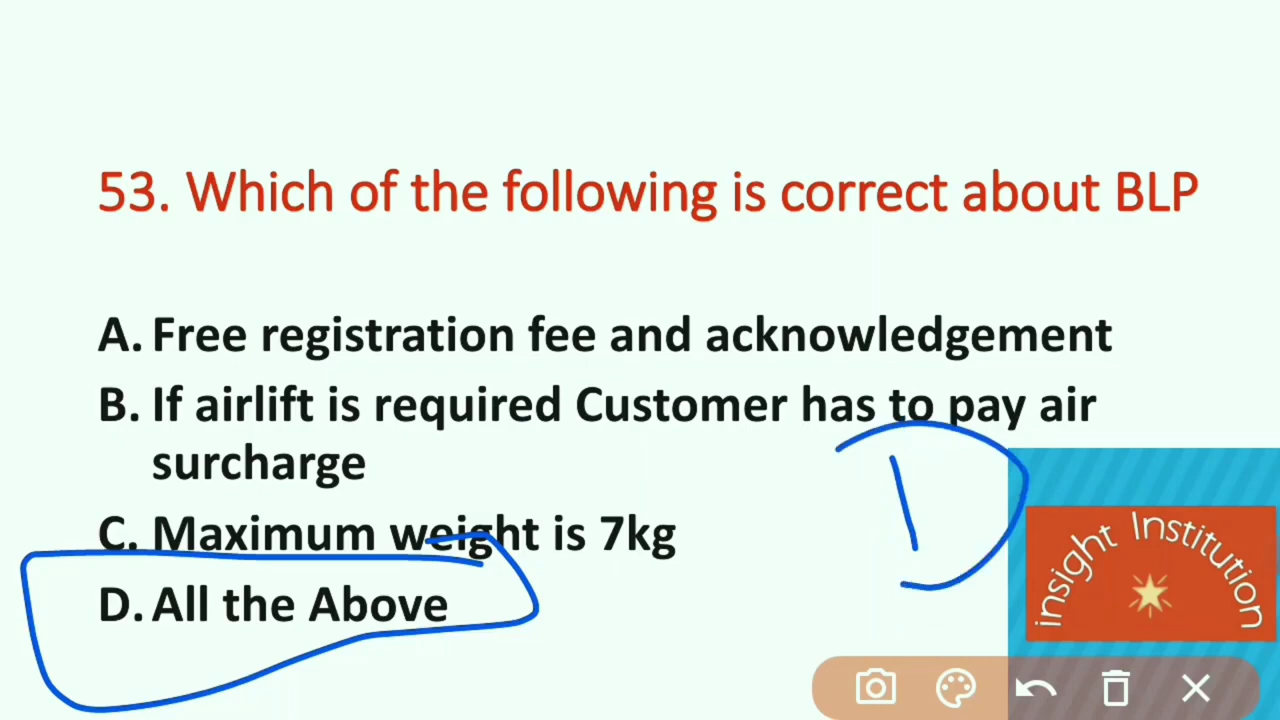 53. Which of the following is correct about BLP
A. Free registration fee and acknowledgement
B. If airlift is required Customer has to pay air
surcharge
C. Maximum weight is 7kg
D. All the Above
D
insight Institution